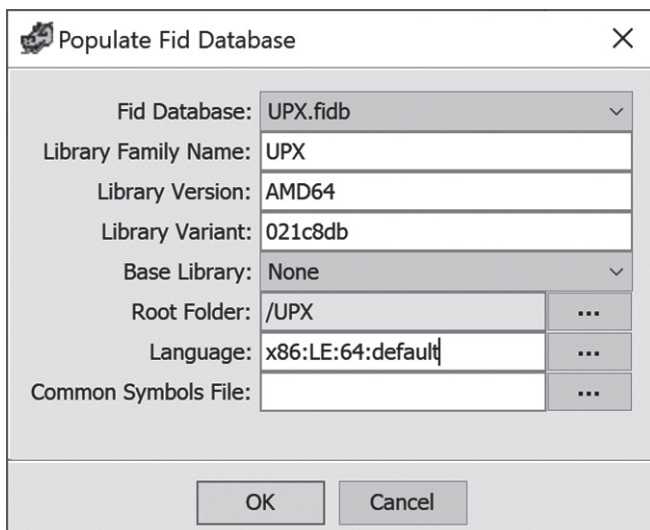 Populate Fid Database
Fid Database: UPX.fidb
Library Family Name: UPX
Library Version: AMD64
Library Variant: 021c8db
Base Library: None
Root Folder: /UPX ...
Language: x86:LE:64:default ...
Common Symbols File: ...
OK Cancel